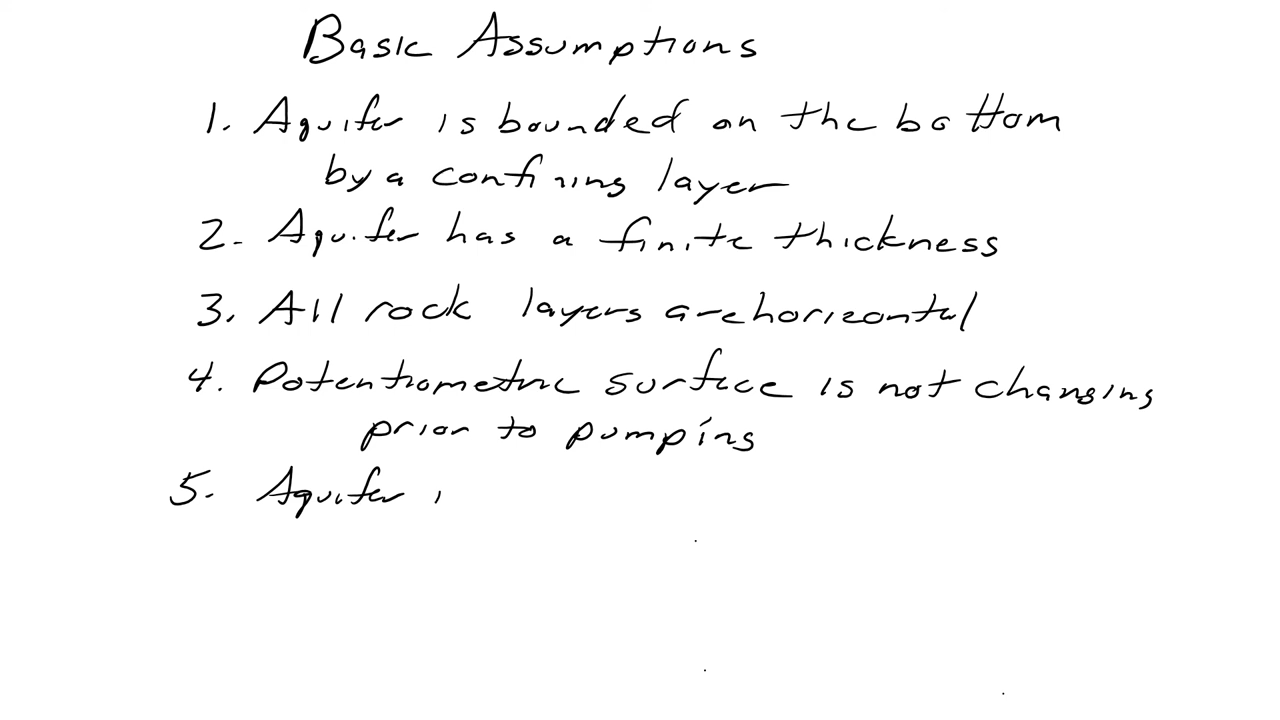 Basic Assumptions
1. Aquifer is bounded on the bottom
by a confining layer
2. Aquifer has a finite thickness
3. All rock layers are horizontal
4. Potentiometric surface is not changing
prior to pumping
5. Aquifer